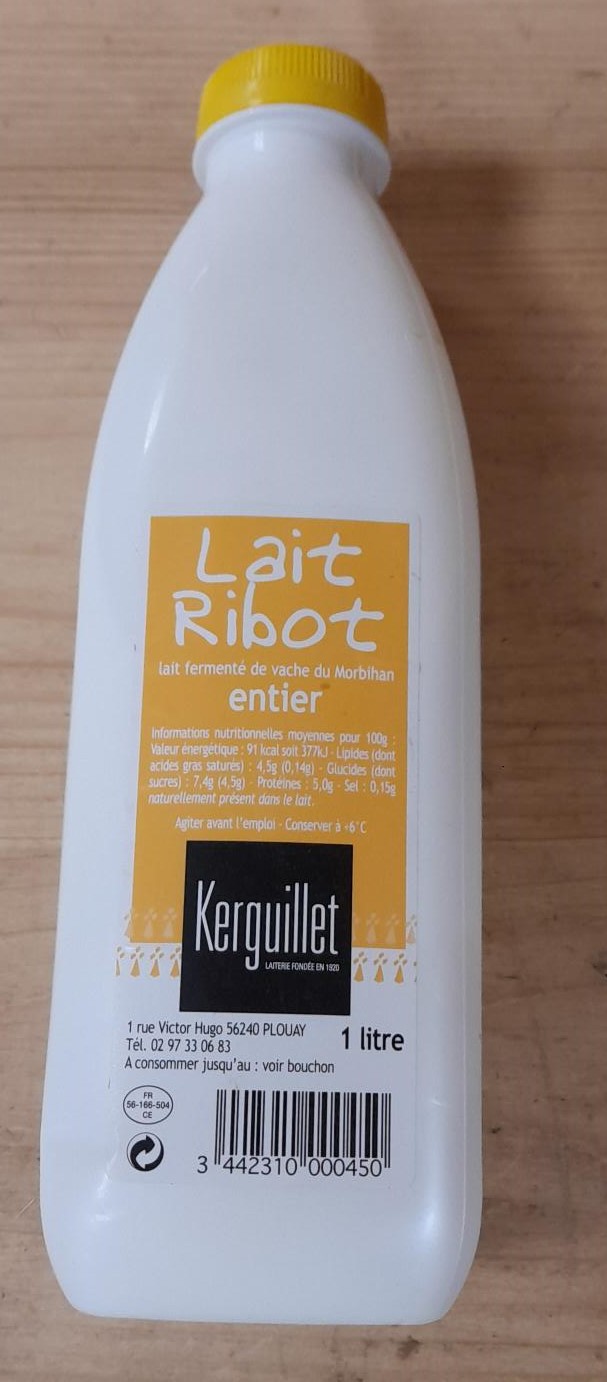 Lait
Ribot
lait fermenté de vache du Morbihan
entier
Informations nutritionnelles moyennes pour 100g :
Valeur énergétique : 91 kcal soit 377kJ - Lipides (dont
acides gras saturés) : 4,5g (0,14g) - Glucides (dont
sucres) : 7,4g (4,5g) - Protéines : 5,0g - Sel : 0,15g
naturellement présent dans le lait.
Agiter avant l'emploi - Conserver à +6°C
Kerguillet
LAITERIE FONDÉE EN 1920
1 rue Victor Hugo 56240 PLOUAY
Tél. 02 97 33 06 83
1 litre
A consommer jusqu'au : voir bouchon
FR
56-166-504
CE
3 442310 000450